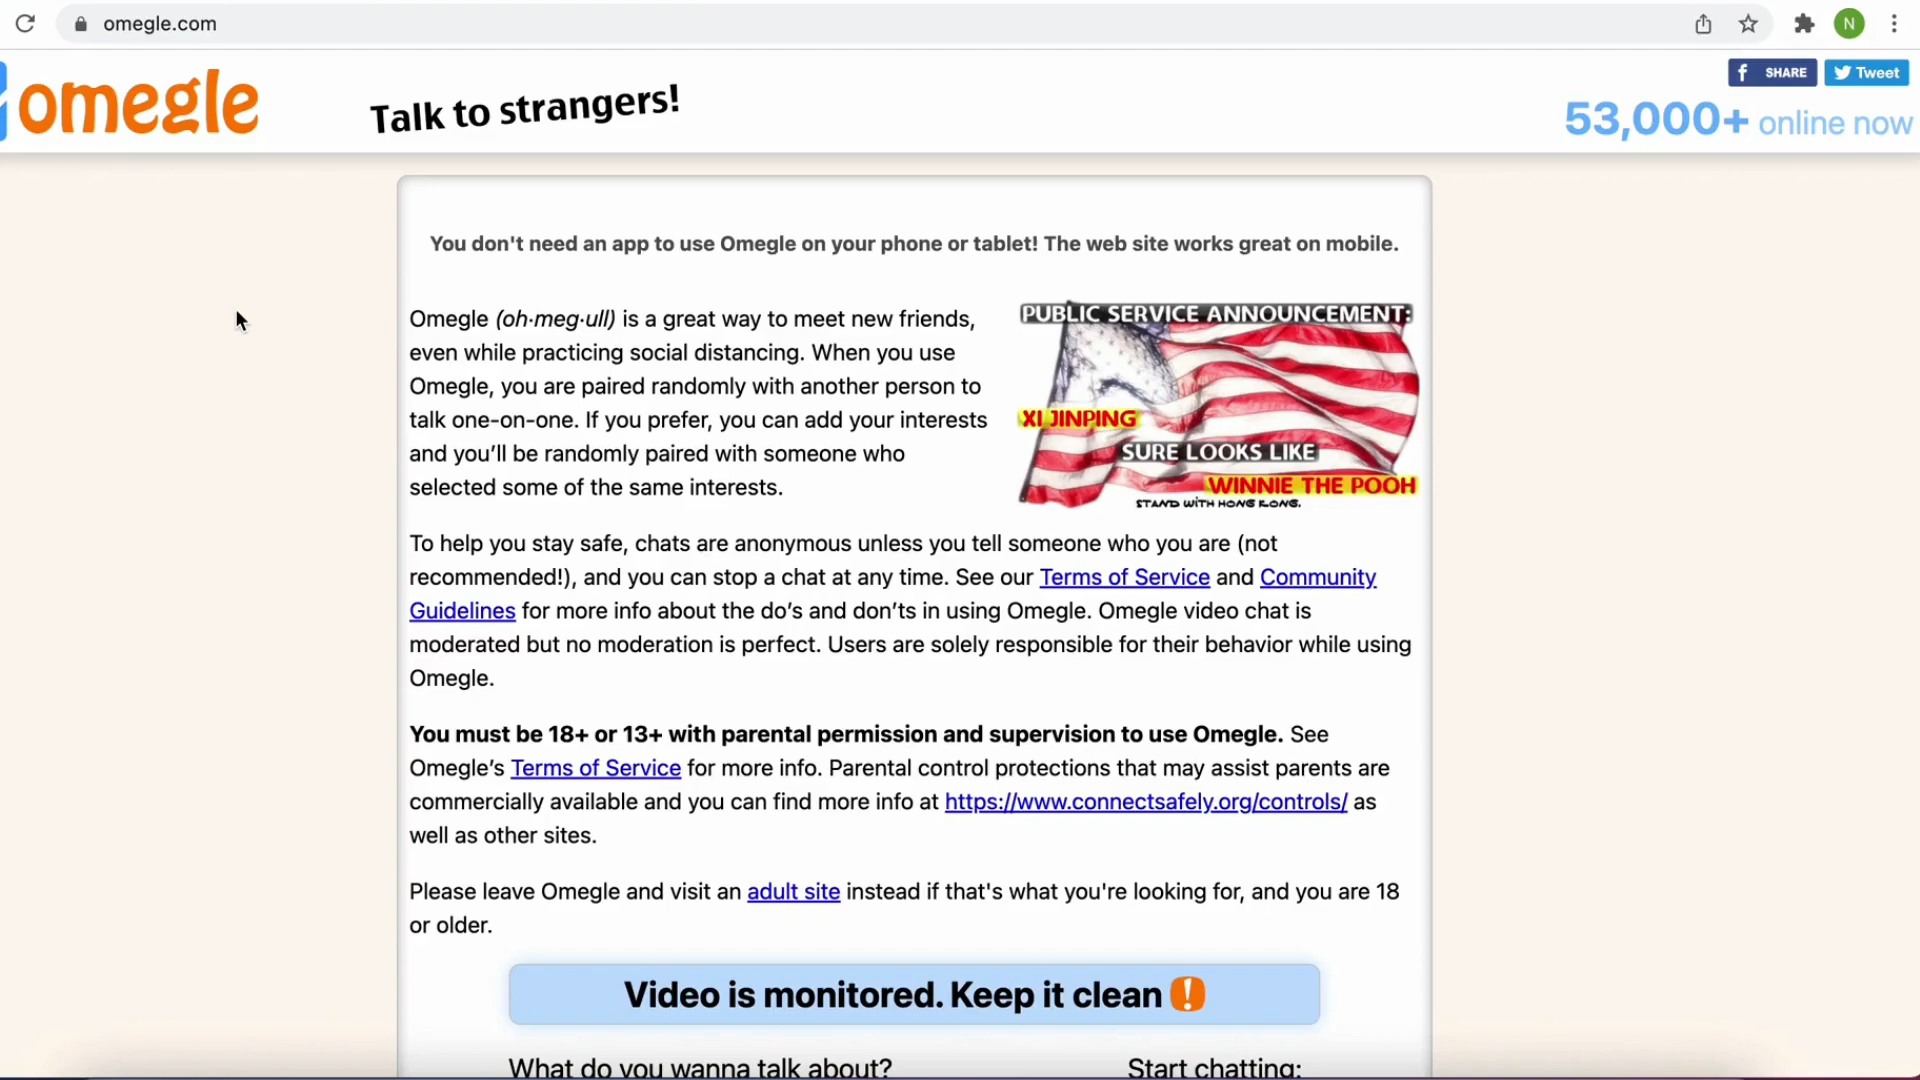 omegle.com
N
omegle
Talk to strangers!
SHARE
Tweet
53,000+ online now
You don't need an app to use Omegle on your phone or tablet! The web site works great on mobile.
Omegle (oh·meg·ull) is a great way to meet new friends,
even while practicing social distancing. When you use
Omegle, you are paired randomly with another person to
talk one-on-one. If you prefer, you can add your interests
and you’ll be randomly paired with someone who
selected some of the same interests.
PUBLIC SERVICE ANNOUNCEMENT:
XI JINPING
SURE LOOKS LIKE
WINNIE THE POOH
STAND WITH HONG KONG.
To help you stay safe, chats are anonymous unless you tell someone who you are (not
recommended!), and you can stop a chat at any time. See our Terms of Service and Community
Guidelines for more info about the do’s and don’ts in using Omegle. Omegle video chat is
moderated but no moderation is perfect. Users are solely responsible for their behavior while using
Omegle.
You must be 18+ or 13+ with parental permission and supervision to use Omegle. See
Omegle’s Terms of Service for more info. Parental control protections that may assist parents are
commercially available and you can find more info at https://www.connectsafely.org/controls/ as
well as other sites.
Please leave Omegle and visit an adult site instead if that's what you're looking for, and you are 18
or older.
Video is monitored. Keep it clean !
What do you wanna talk about?
Start chatting: